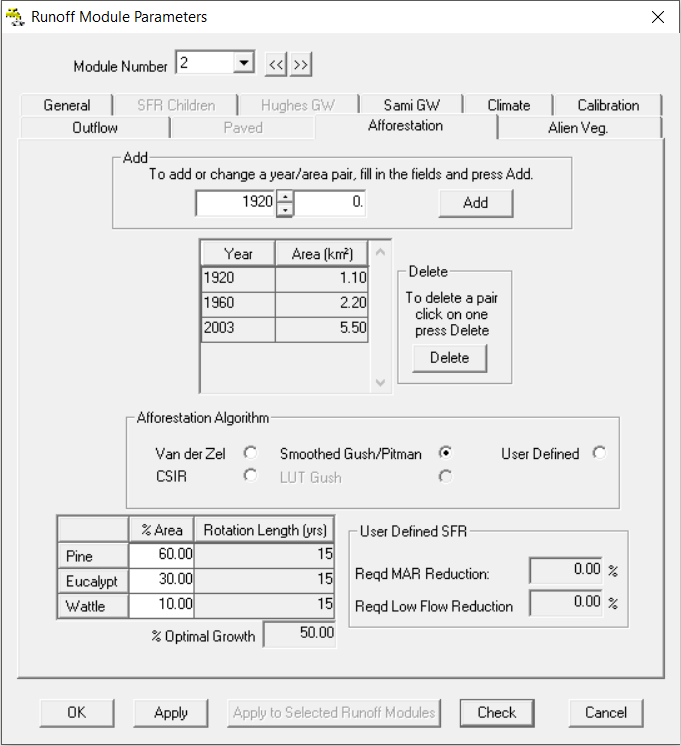 Runoff Module Parameters
Module Number 2 << >>
General SFR Children Hughes GW Sami GW Climate Calibration
Outflow Paved Afforestation Alien Veg.
Add
To add or change a year/area pair, fill in the fields and press Add.
1920 0. Add
Year Area (km²)
1920 1.10
1960 2.20
2003 5.50
Delete
To delete a pair
click on one
press Delete
Delete
Afforestation Algorithm
Van der Zel Smoothed Gush/Pitman User Defined
CSIR LUT Gush
% Area Rotation Length (yrs)
Pine 60.00 15
Eucalypt 30.00 15
Wattle 10.00 15
% Optimal Growth 50.00
User Defined SFR
Reqd MAR Reduction: 0.00 %
Reqd Low Flow Reduction 0.00 %
OK Apply Apply to Selected Runoff Modules Check Cancel